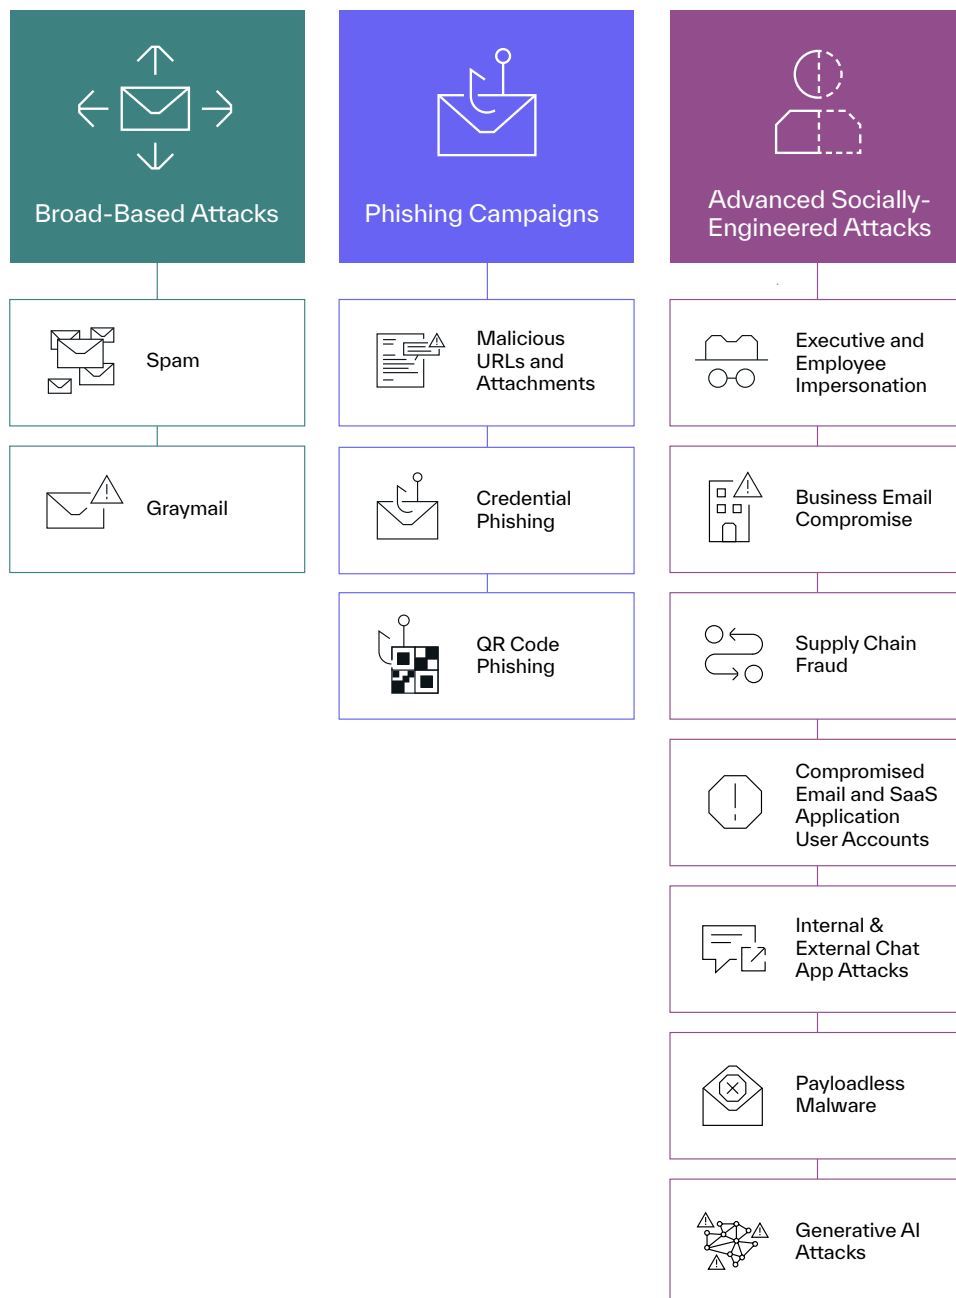 Broad-Based Attacks
Spam
Graymail
Phishing Campaigns
Malicious
URLs and
Attachments
Credential
Phishing
QR Code
Phishing
Advanced Socially-
Engineered Attacks
Executive and
Employee
Impersonation
Business Email
Compromise
Supply Chain
Fraud
Compromised
Email and SaaS
Application
User Accounts
Internal &
External Chat
App Attacks
Payloadless
Malware
Generative AI
Attacks